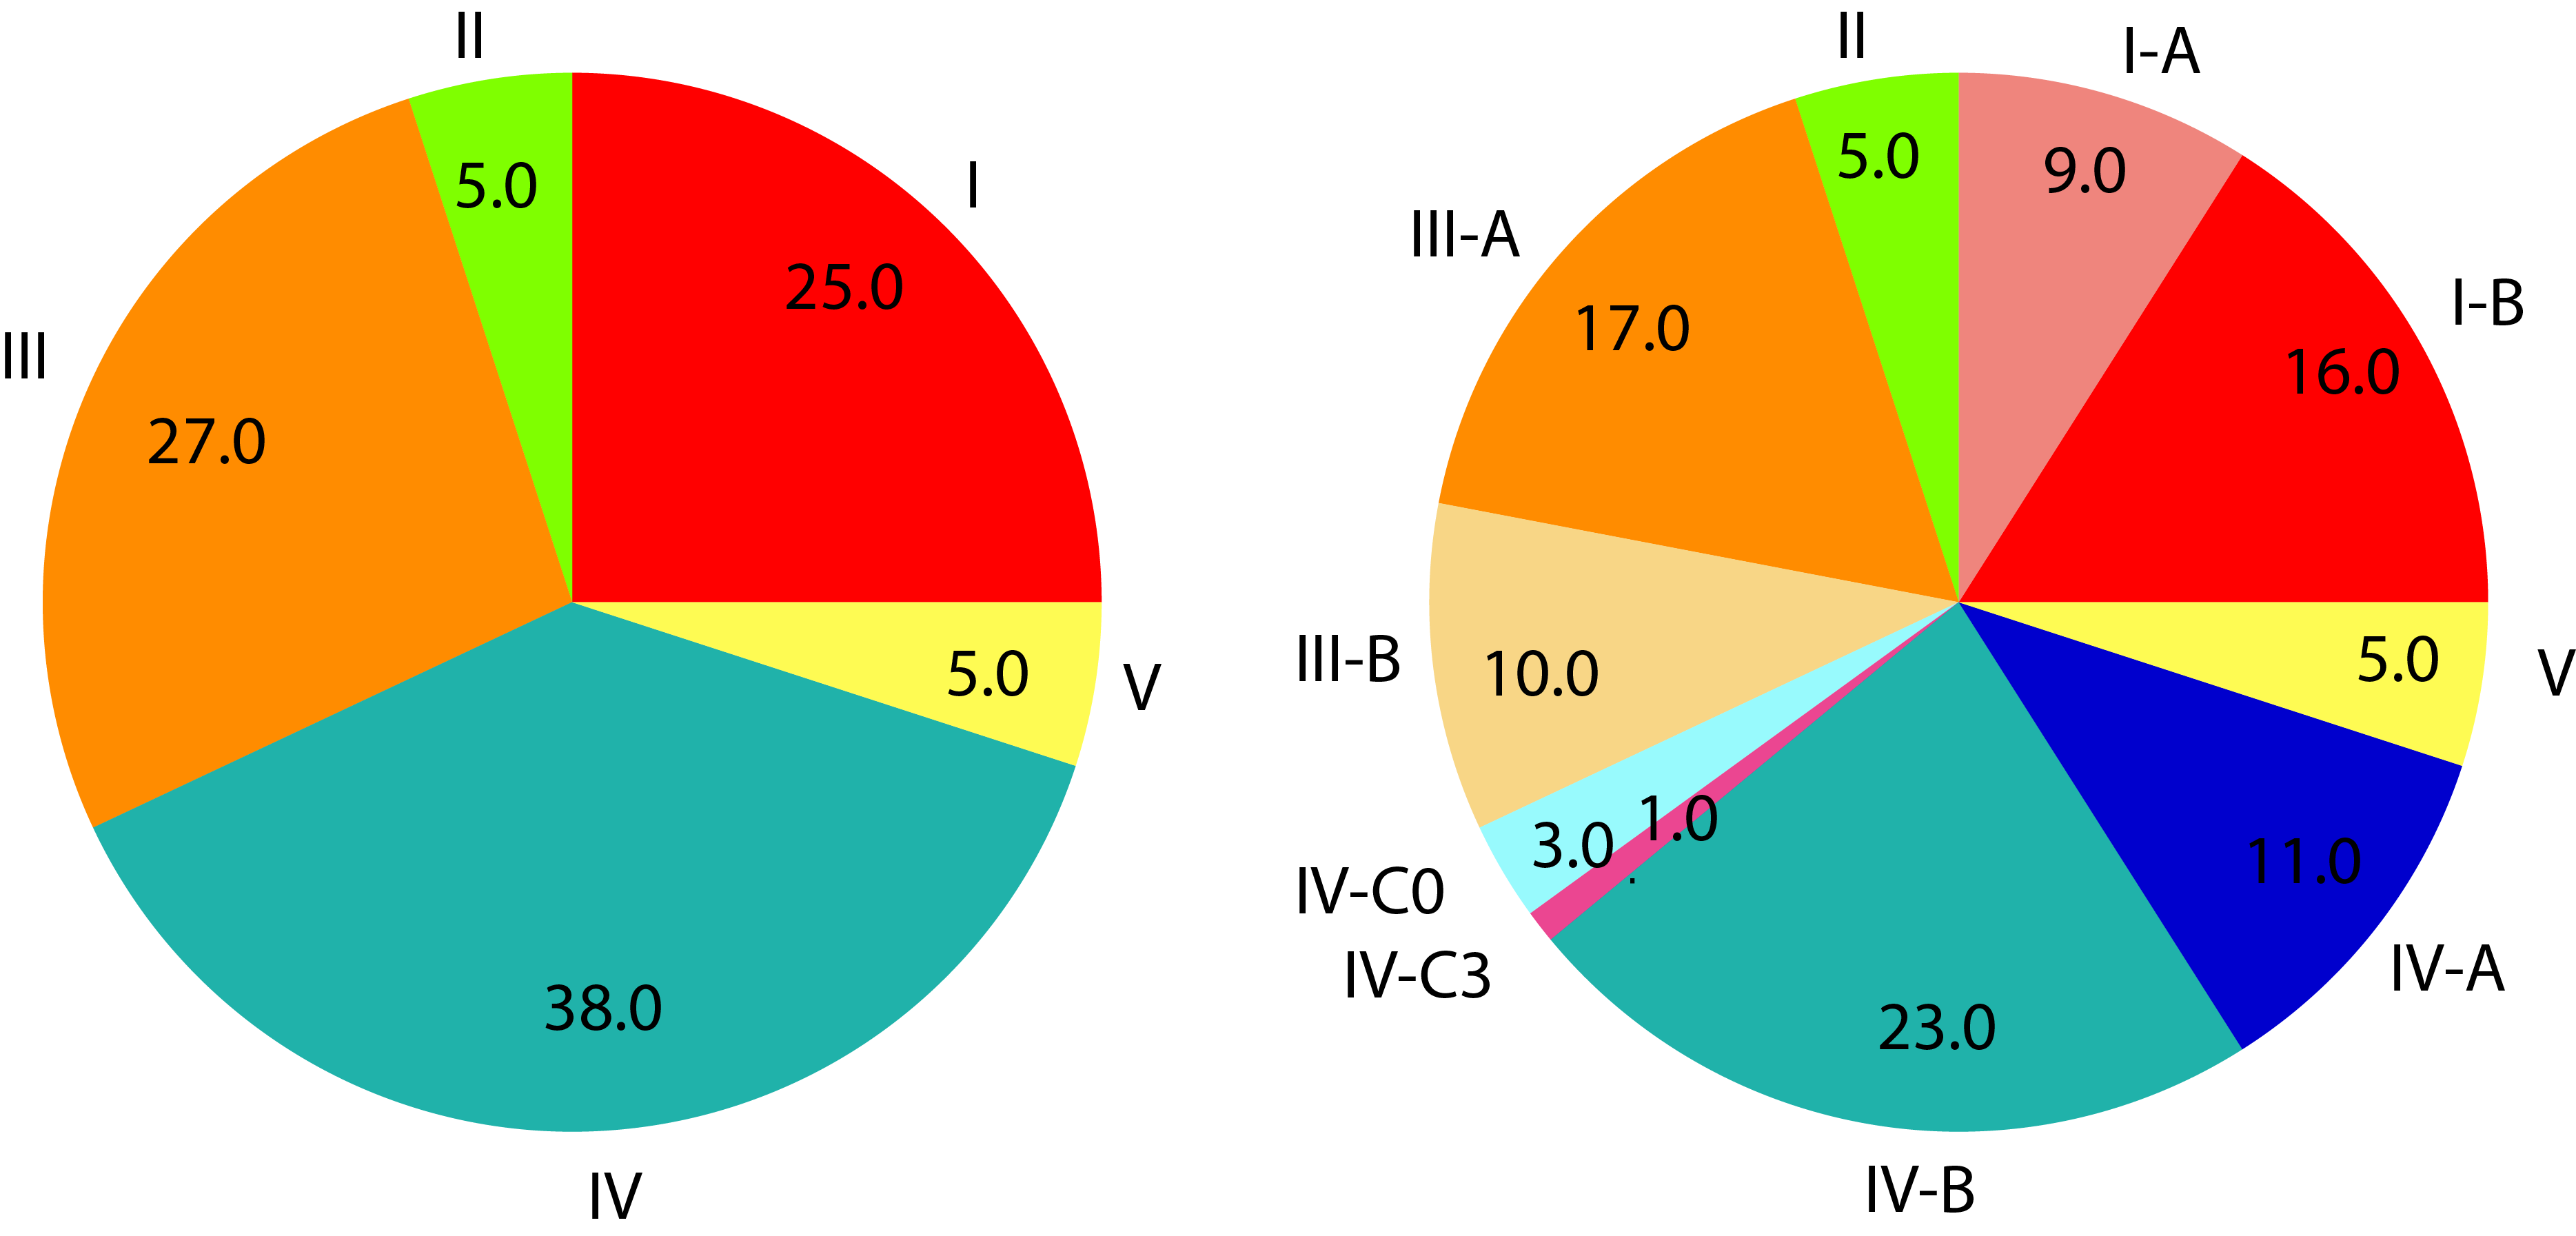 II
I
25.0
5.0
III
27.0
5.0
V
38.0
IV
II
I-A
5.0
9.0
III-A
I-B
17.0
16.0
III-B
10.0
5.0
V
3.0
1.0
11.0
IV-C0
IV-C3
IV-A
23.0
IV-B